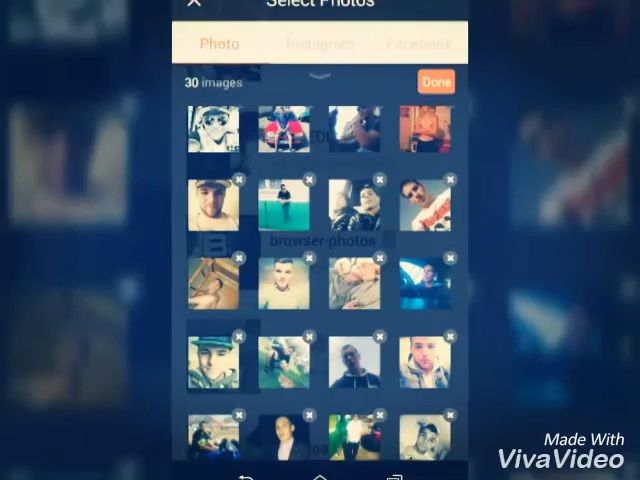 Select Photos
Photo Instagram Facebook
30 images Done
browser photos
Made With
VivaVideo